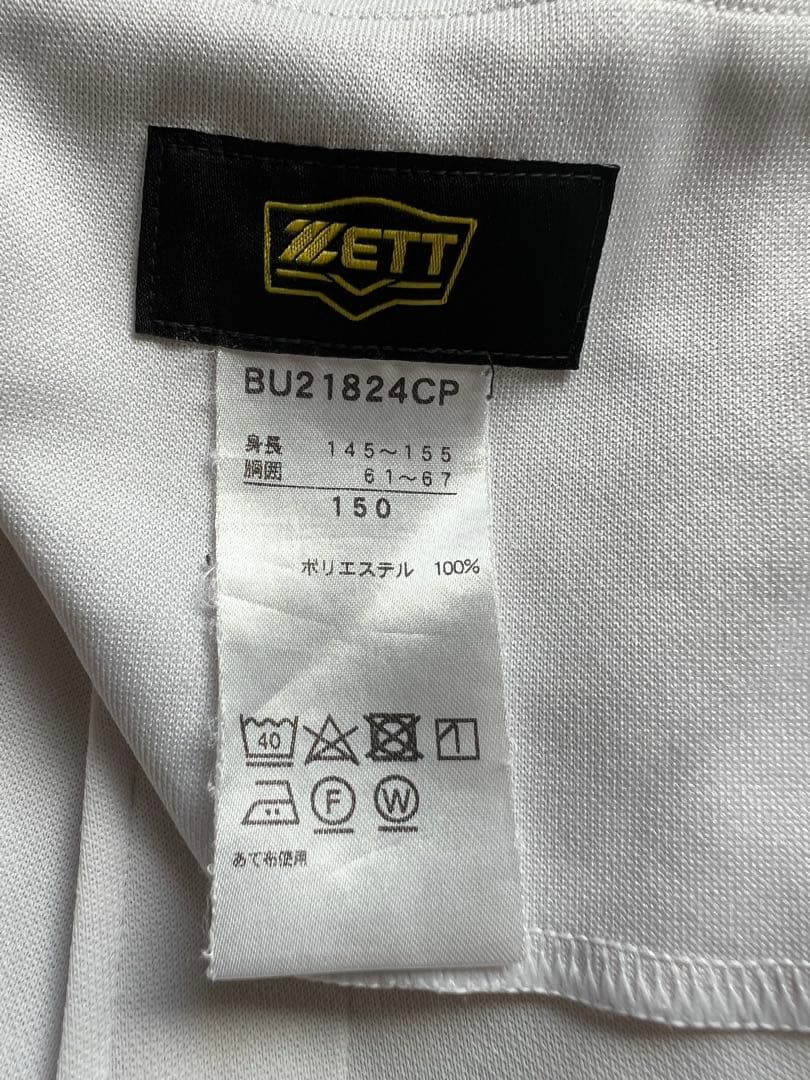 ZETT
BU21824CP
身長 145～155
胴囲 61～67
150
ポリエステル 100%
40
F W
あて布使用